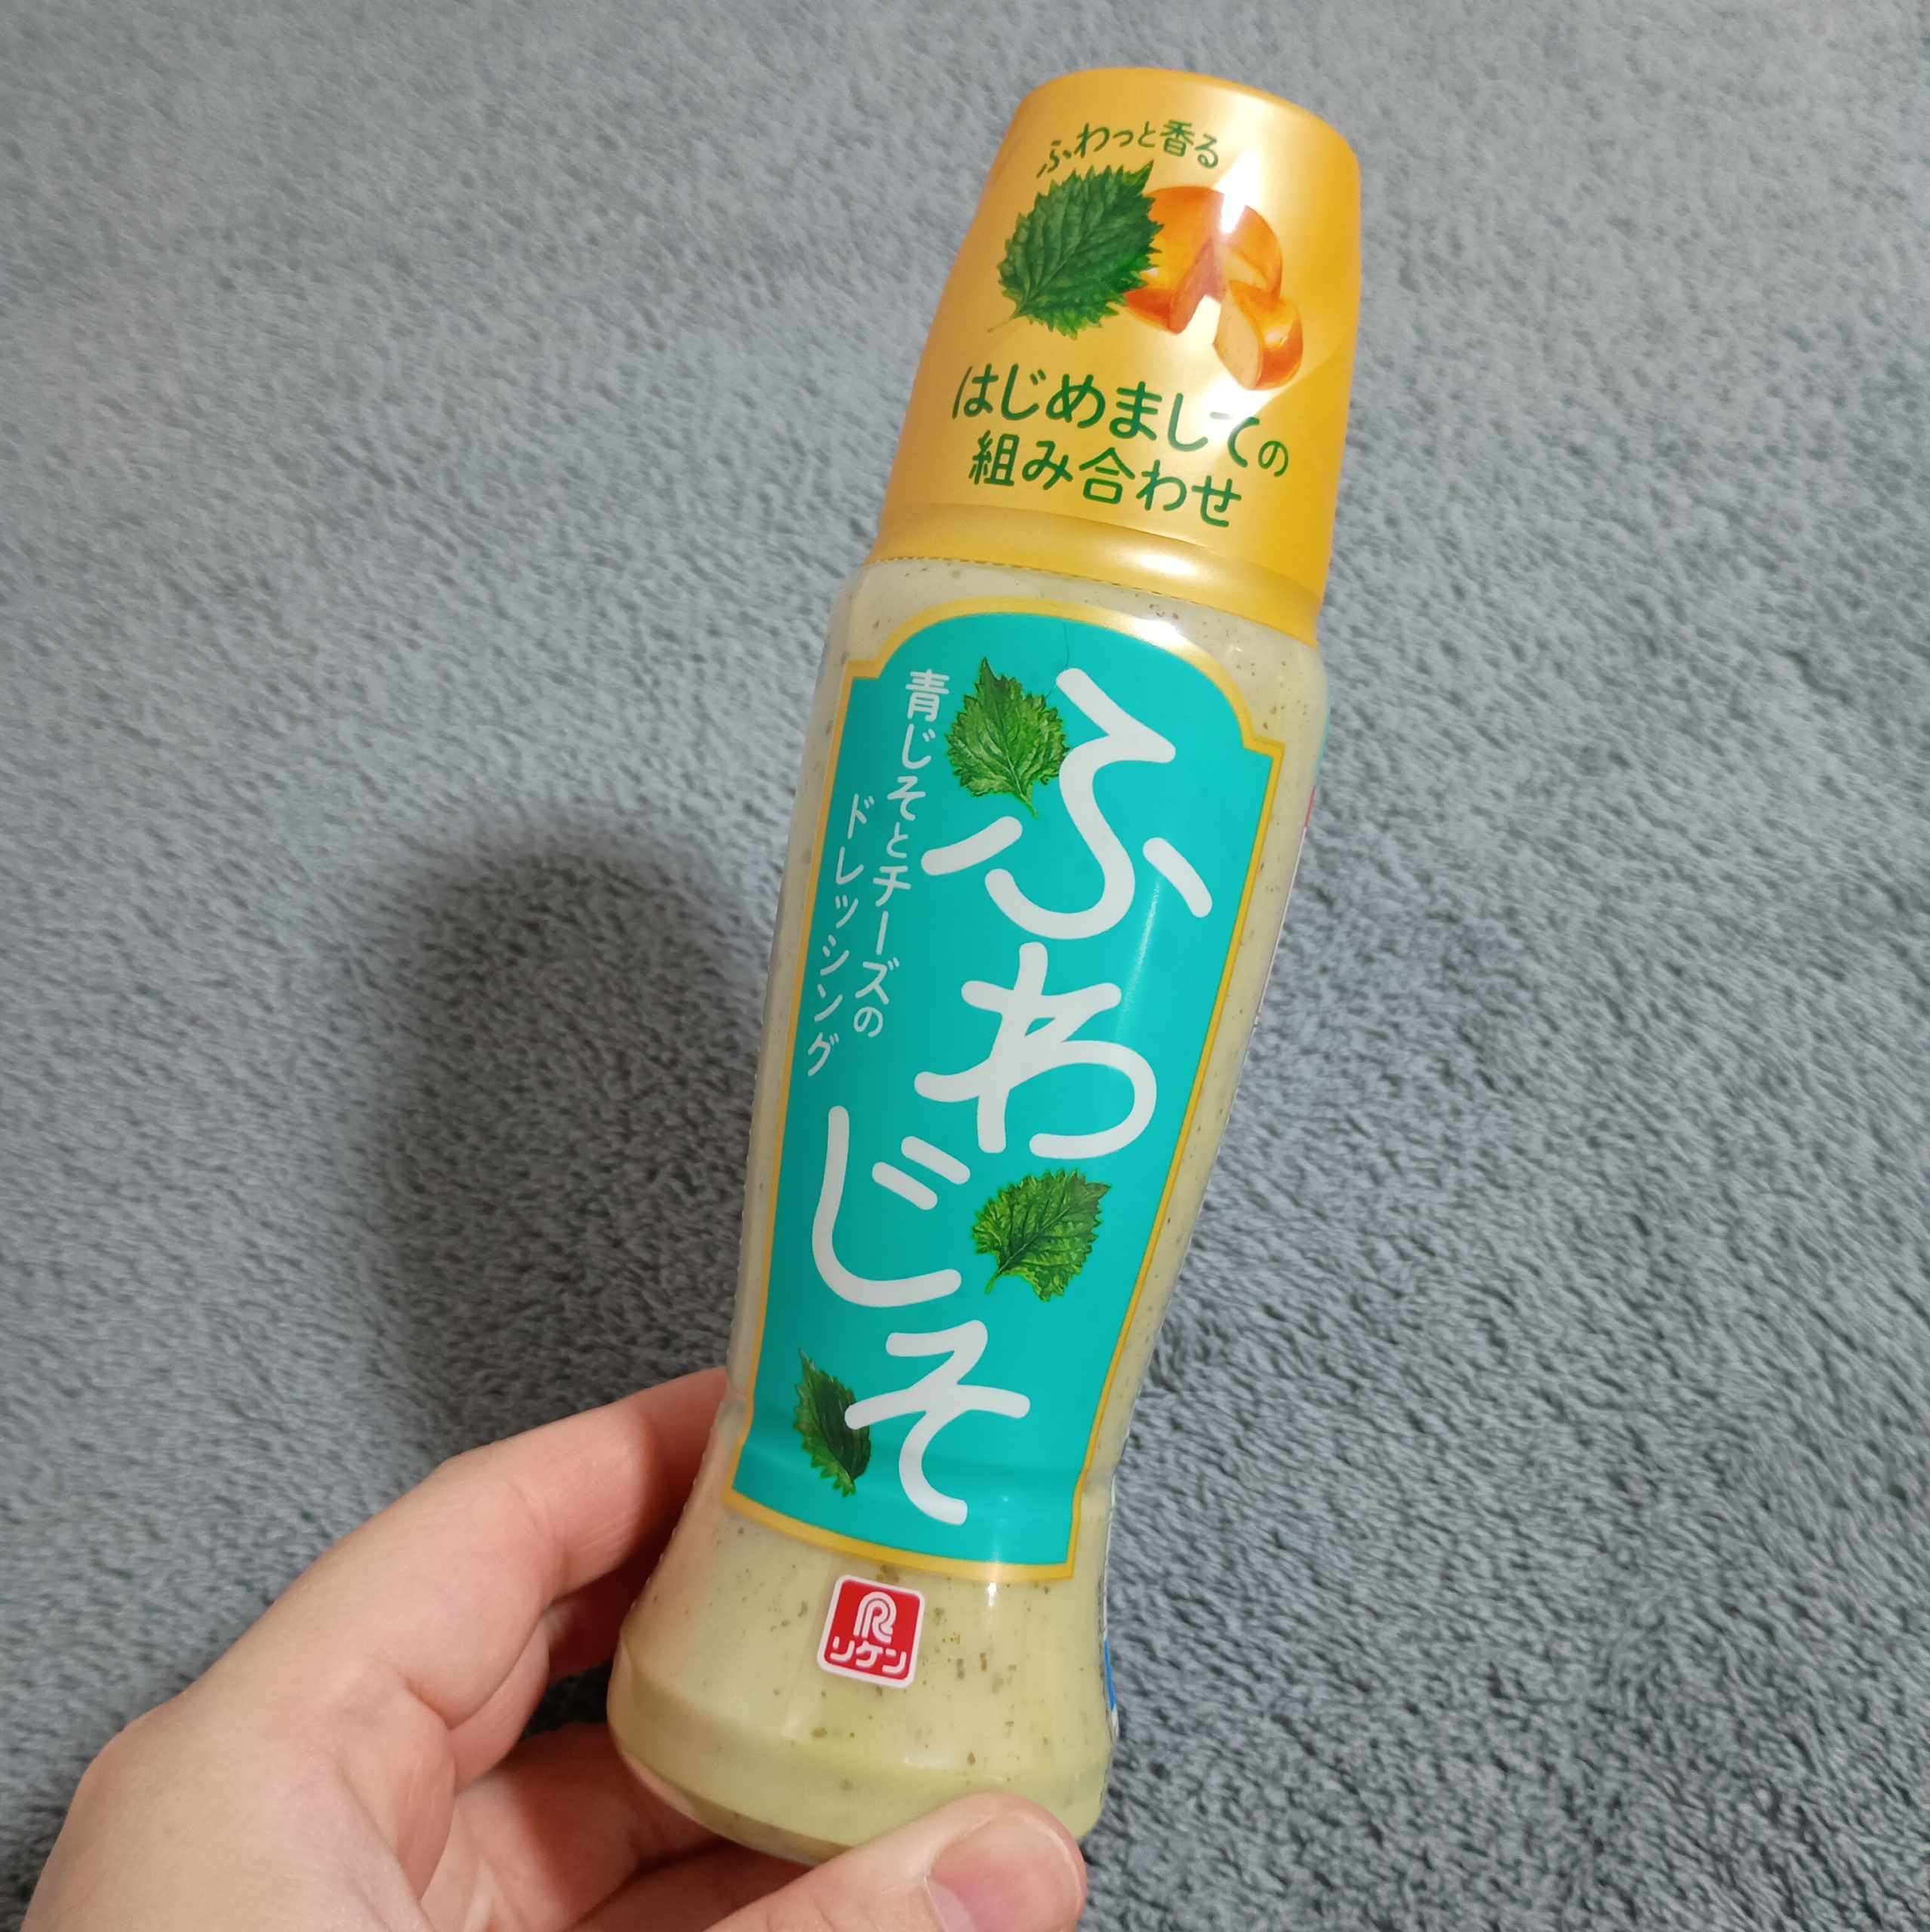 ふわっと香る
はじめましての
組み合わせ
ふわじそ
青じそとチーズの
ドレッシング
R
リケン